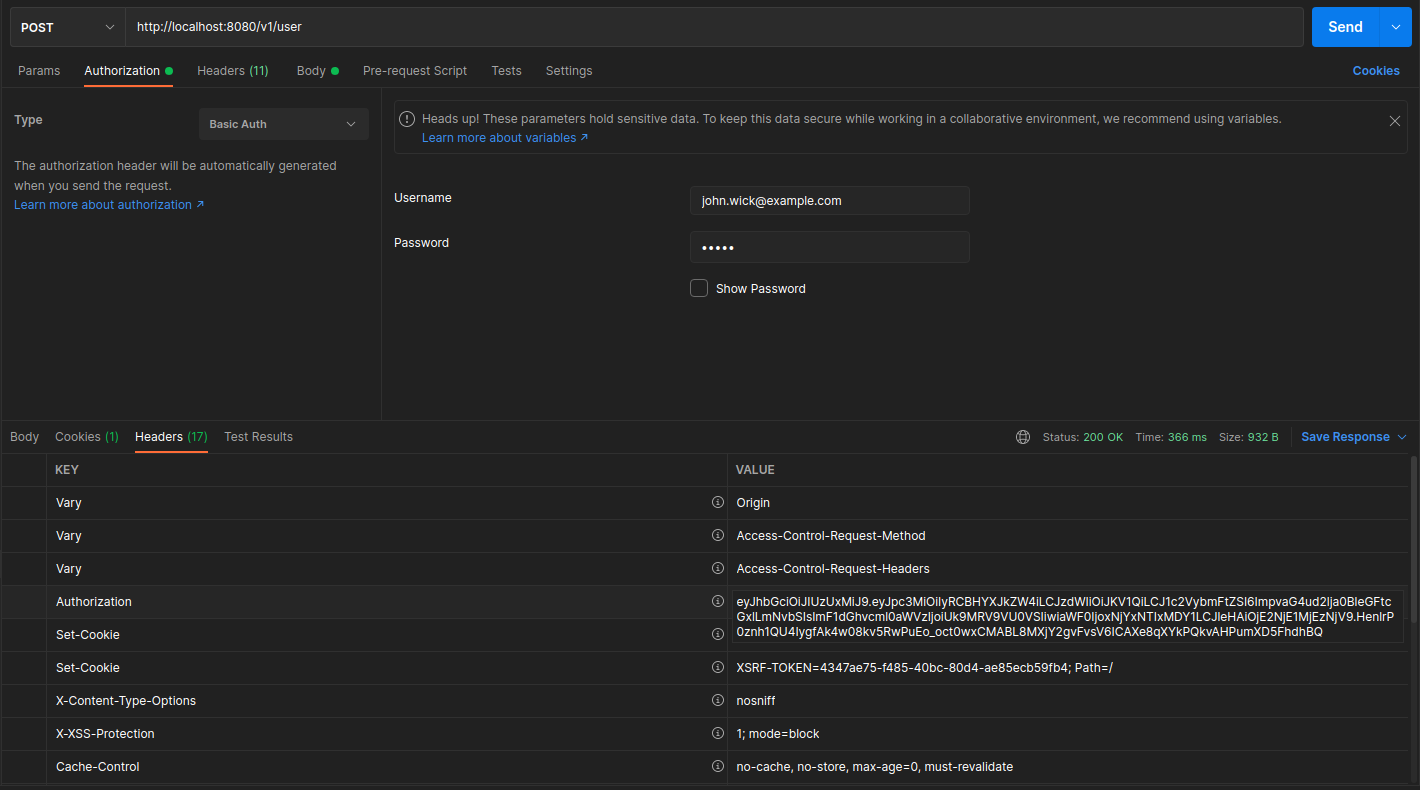 POST http://localhost:8080/v1/user Send
Params Authorization Headers (11) Body Pre-request Script Tests Settings Cookies
Type Basic Auth
The authorization header will be automatically generated
when you send the request.
Learn more about authorization ↗
Heads up! These parameters hold sensitive data. To keep this data secure while working in a collaborative environment, we recommend using variables.
Learn more about variables ↗
Username john.wick@example.com
Password •••••
Show Password
Body Cookies (1) Headers (17) Test Results Status: 200 OK Time: 366 ms Size: 932 B Save Response
KEY VALUE
Vary Origin
Vary Access-Control-Request-Method
Vary Access-Control-Request-Headers
Authorization
Set-Cookie
Set-Cookie XSRF-TOKEN=4347ae75-f485-40bc-80d4-ae85ecb59fb4; Path=/
X-Content-Type-Options nosniff
X-XSS-Protection 1; mode=block
Cache-Control no-cache, no-store, max-age=0, must-revalidate